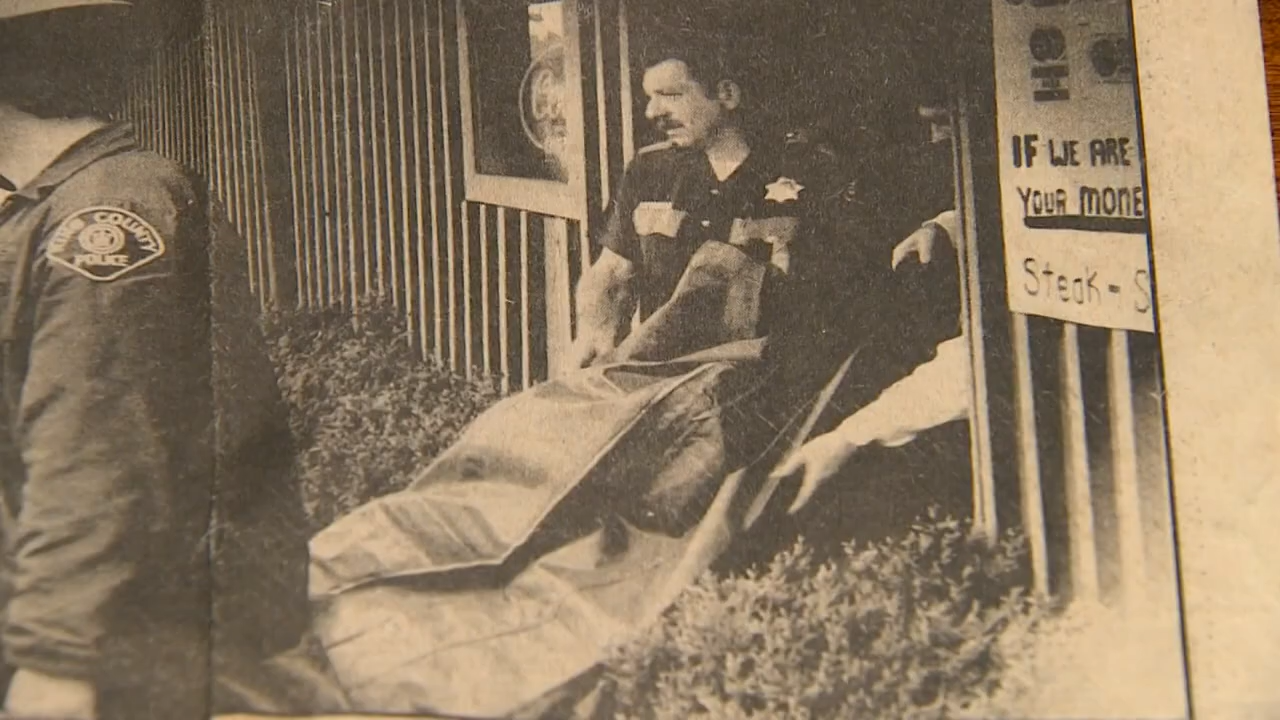 KING COUNTY
POLICE
IF WE ARE
YOUR MONE
Steak - S